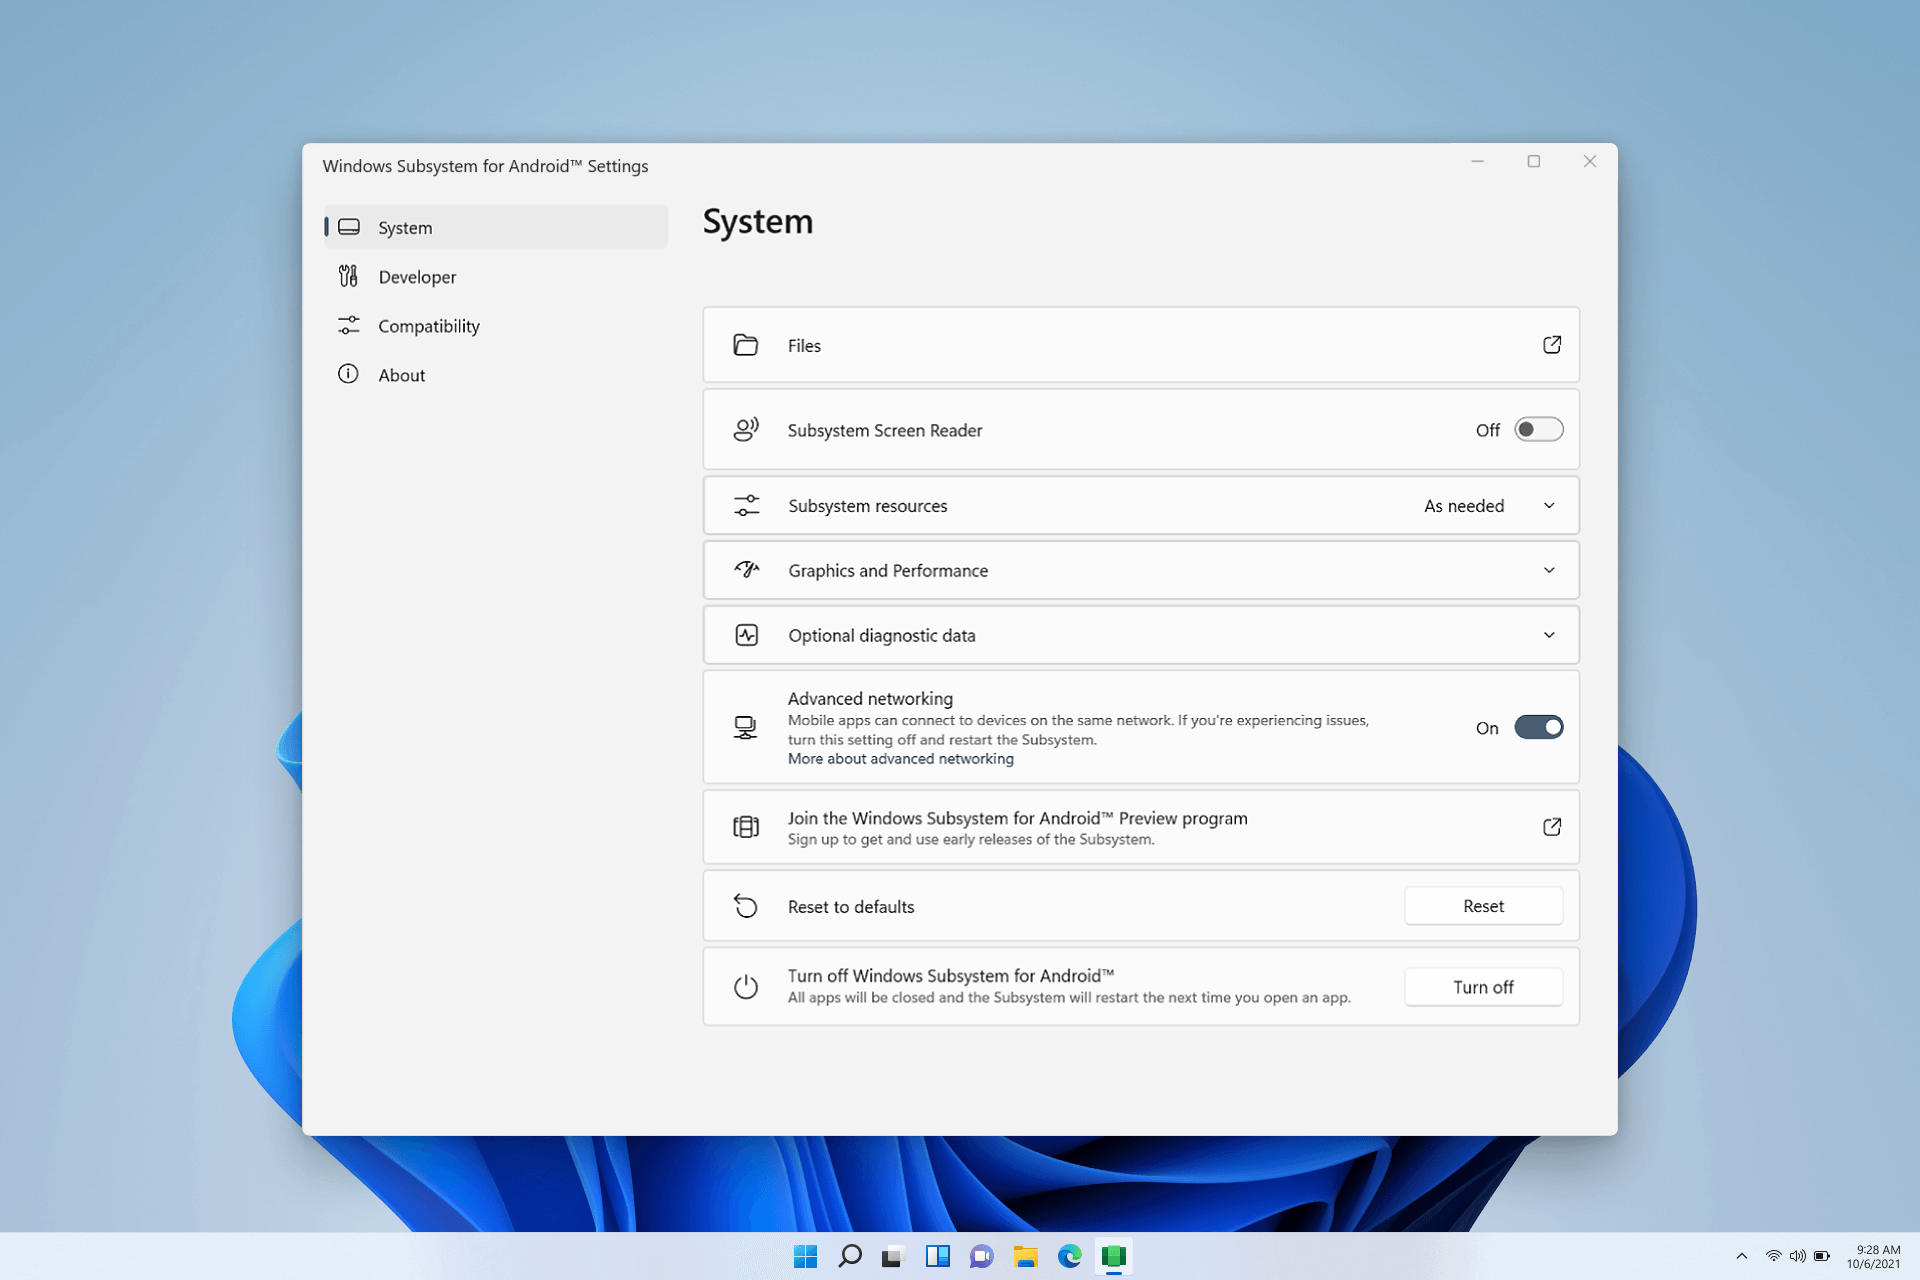 Windows Subsystem for Android™ Settings
System
Developer
Compatibility
About
System
Files
Subsystem Screen Reader
Off
Subsystem resources
As needed
Graphics and Performance
Optional diagnostic data
Advanced networking
Mobile apps can connect to devices on the same network. If you're experiencing issues,
turn this setting off and restart the Subsystem.
More about advanced networking
On
Join the Windows Subsystem for Android™ Preview program
Sign up to get and use early releases of the Subsystem.
Reset to defaults
Reset
Turn off Windows Subsystem for Android™
All apps will be closed and the Subsystem will restart the next time you open an app.
Turn off
9:28 AM
10/6/2021